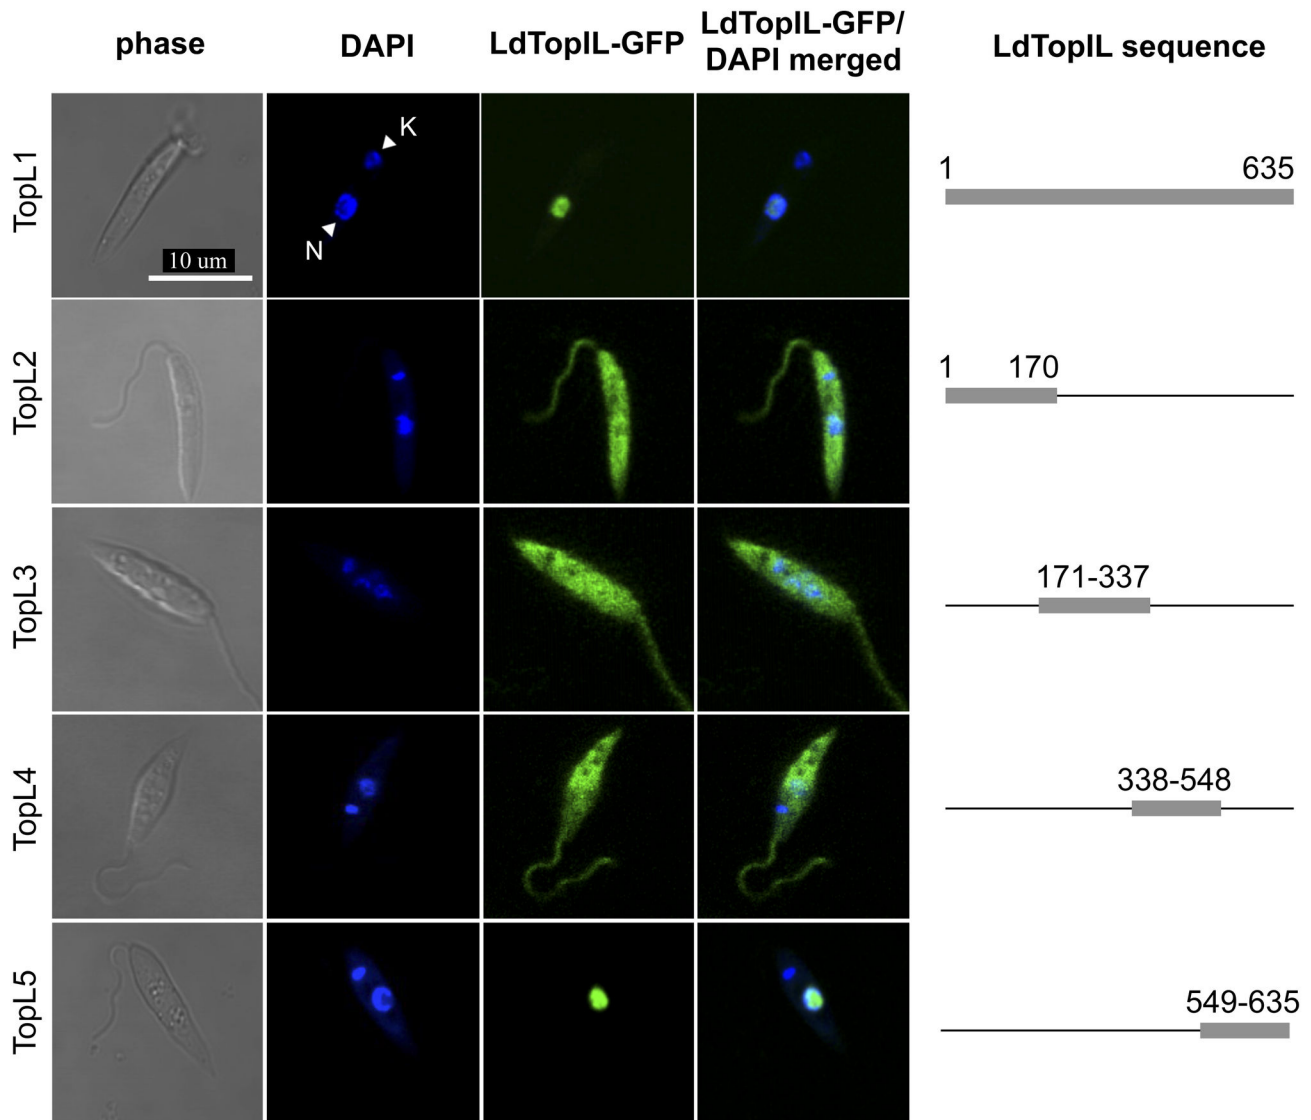 phase
DAPI
LdTopIL-GFP
LdTopIL-GFP/
DAPI merged
LdTopIL sequence
TopL1
10 um
K
N
1
635
TopL2
1
170
TopL3
171-337
TopL4
338-548
TopL5
549-635